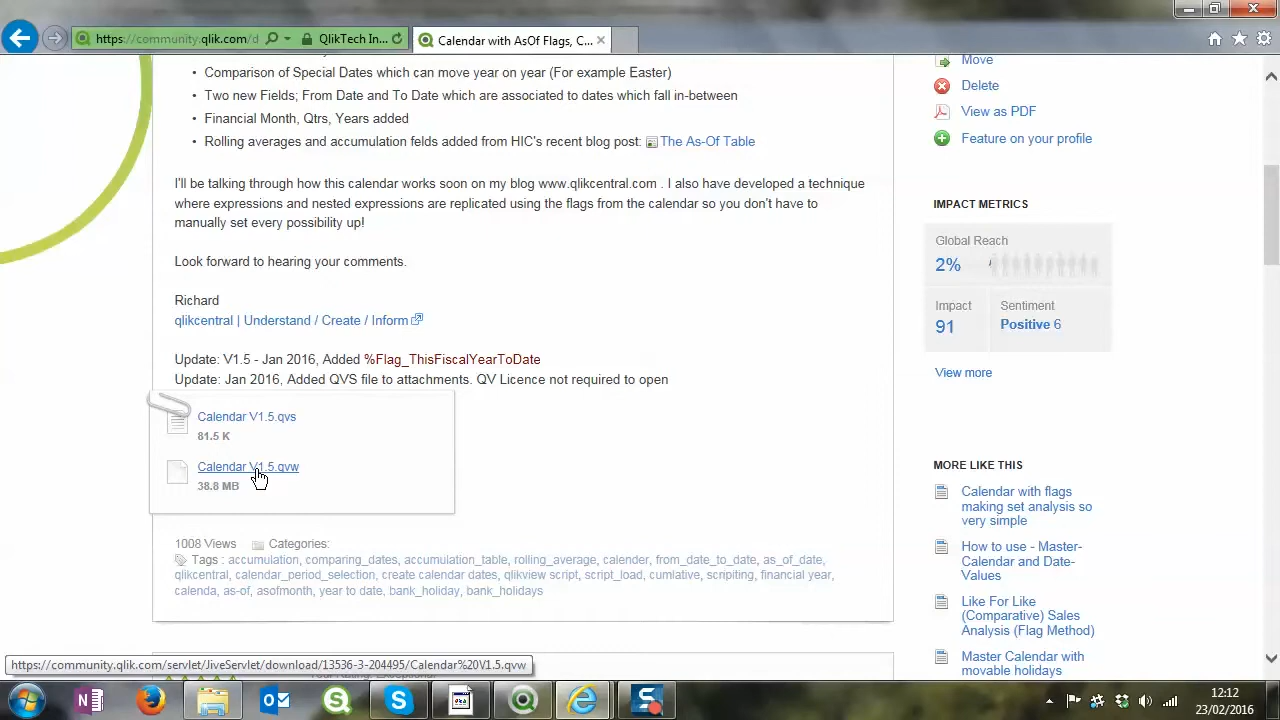 https://community.qlik.com/d
QlikTech In...
Calendar with AsOf Flags, C...
• Comparison of Special Dates which can move year on year (For example Easter)
• Two new Fields; From Date and To Date which are associated to dates which fall in-between
• Financial Month, Qtrs, Years added
• Rolling averages and accumulation felds added from HIC's recent blog post: The As-Of Table
I'll be talking through how this calendar works soon on my blog www.qlikcentral.com . I also have developed a technique
where expressions and nested expressions are replicated using the flags from the calendar so you don't have to
manually set every possibility up!
Look forward to hearing your comments.
Richard
qlikcentral | Understand / Create / Inform
Update: V1.5 - Jan 2016, Added %Flag_ThisFiscalYearToDate
Update: Jan 2016, Added QVS file to attachments. QV Licence not required to open
Calendar V1.5.qvs
81.5 K
Calendar V1.5.qvw
38.8 MB
1008 Views Categories:
Tags : accumulation, comparing_dates, accumulation_table, rolling_average, calender, from_date_to_date, as_of_date,
qlikcentral, calendar_period_selection, create calendar dates, qlikview script, script_load, cumlative, scripiting, financial year,
calenda, as-of, asofmonth, year to date, bank_holiday, bank_holidays
Move
Delete
View as PDF
Feature on your profile
IMPACT METRICS
Global Reach
2%
Impact
91
Sentiment
Positive 6
View more
MORE LIKE THIS
Calendar with flags
making set analysis so
very simple
How to use - Master-
Calendar and Date-
Values
Like For Like
(Comparative) Sales
Analysis (Flag Method)
Master Calendar with
movable holidays
https://community.qlik.com/servlet/JiveServlet/download/13536-3-204495/Calendar%20V1.5.qvw
12:12
23/02/2016